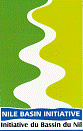 NILE BASIN INITIATIVE
Initiative du Bassin du Nil